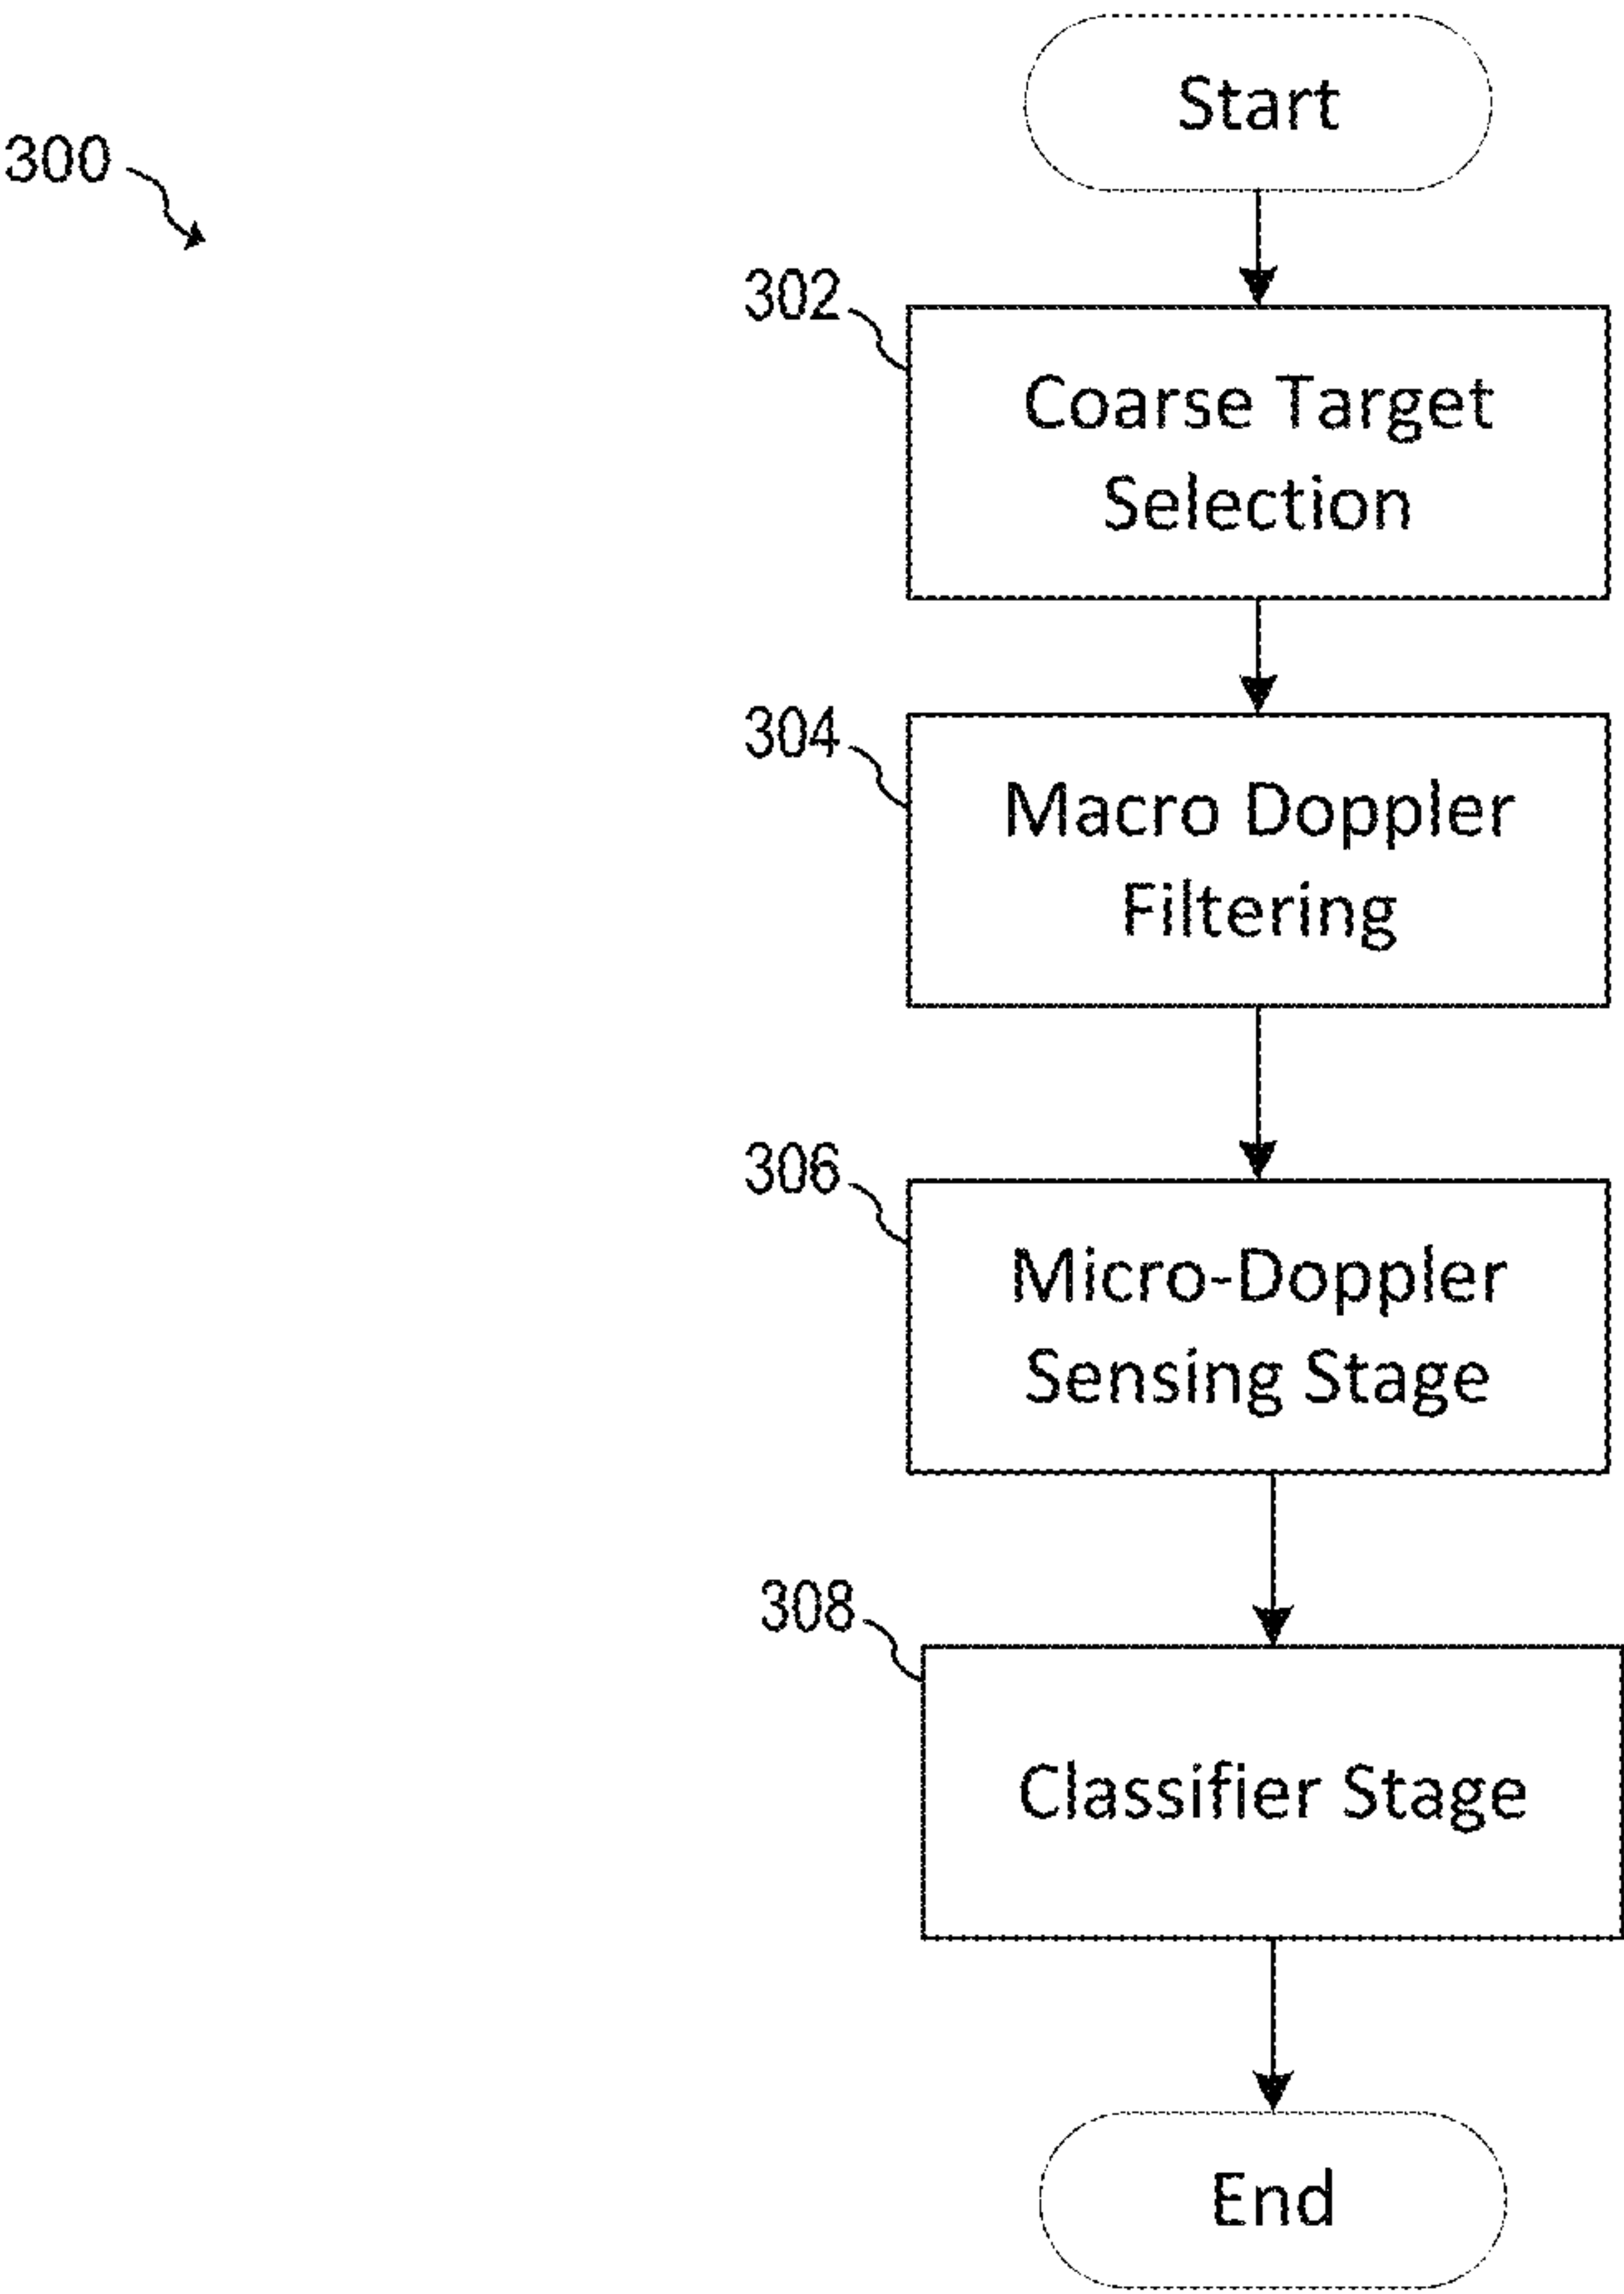 Start
300
302
Coarse Target
Selection
304
Macro Doppler
Filtering
306
Micro-Doppler
Sensing Stage
308
Classifier Stage
End